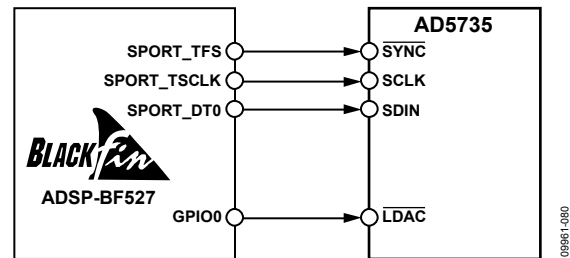 AD5735
SPORT_TFS
SYNC
SPORT_TSCLK
SCLK
SPORT_DT0
SDIN
BLACKfin
ADSP-BF527
GPIO0
LDAC
09961-080